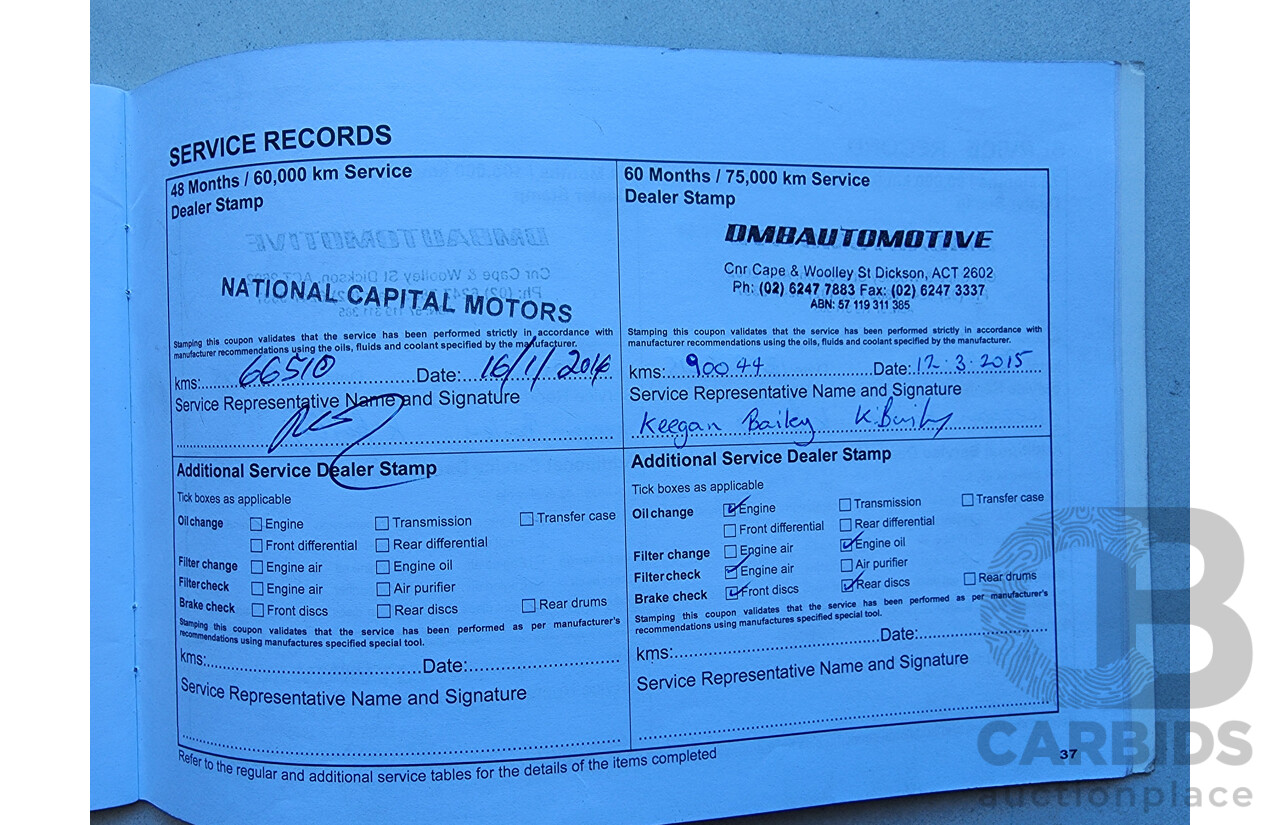 SERVICE RECORDS
48 Months / 60,000 km Service
Dealer Stamp
NATIONAL CAPITAL MOTORS
Stamping this coupon validates that the service has been performed strictly in accordance with
manufacturer recommendations using the oils, fluids and coolant specified by the manufacturer.
kms: 66510 Date: 16/1/2014
Service Representative Name and Signature
Additional Service Dealer Stamp
Tick boxes as applicable
Oil change Engine Transmission Transfer case
Front differential Rear differential
Filter change Engine air Engine oil
Filter check Engine air Air purifier
Brake check Front discs Rear discs Rear drums
Stamping this coupon validates that the service has been performed as per manufacturer's
recommendations using manufactures specified special tool.
kms: Date:
Service Representative Name and Signature
60 Months / 75,000 km Service
Dealer Stamp
DMBAUTOMOTIVE
Cnr Cape & Woolley St Dickson, ACT 2602
Ph: (02) 6247 7883 Fax: (02) 6247 3337
ABN: 57 119 311 385
Stamping this coupon validates that the service has been performed strictly in accordance with
manufacturer recommendations using the oils, fluids and coolant specified by the manufacturer.
kms: 90044 Date: 12.3.2015
Service Representative Name and Signature
Keegan Bailey K.Bailey
Additional Service Dealer Stamp
Tick boxes as applicable
Oil change Engine Transmission Transfer case
Front differential Rear differential
Filter change Engine air Engine oil
Filter check Engine air Air purifier
Brake check Front discs Rear discs Rear drums
Stamping this coupon validates that the service has been performed as per manufacturer's
recommendations using manufactures specified special tool.
kms: Date:
Service Representative Name and Signature
Refer to the regular and additional service tables for the details of the items completed
37
CB
CARBIDS
auctionplace